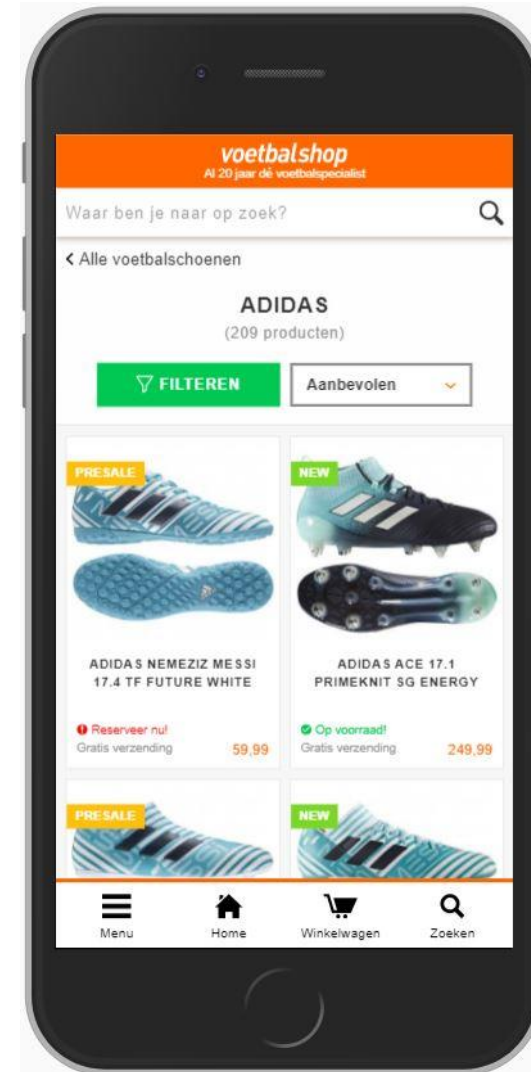 voetbalshop
Al 20 jaar dé voetbalspecialist
Waar ben je naar op zoek?
Alle voetbalschoenen
ADIDAS
(209 producten)
FILTEREN
Aanbevolen
PRESALE
NEW
ADIDAS NEMEZIZ MESSI
17.4 TF FUTURE WHITE
Reserveer nu!
Gratis verzending
59,99
ADIDAS ACE 17.1
PRIMEKNIT SG ENERGY
Op voorraad!
Gratis verzending
249,99
PRESALE
NEW
Menu
Home
Winkelwagen
Zoeken